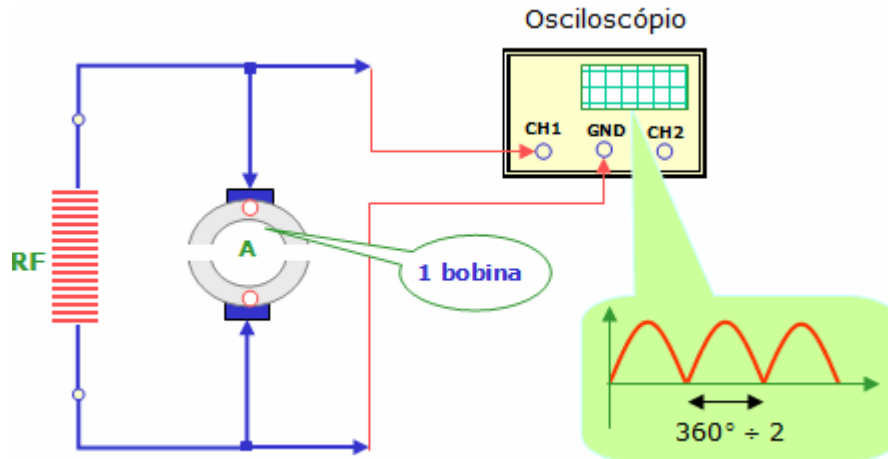 Osciloscópio
CH1 GND CH2
RF
A
1 bobina
360° ÷ 2